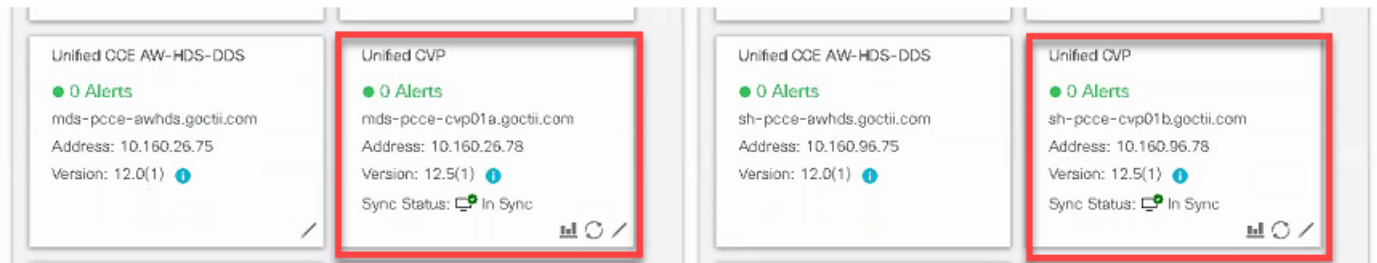 Unified CCE AW-HDS-DDS
0 Alerts
mds-pcce-awhds.goctii.com
Address: 10.160.26.75
Version: 12.0(1)
Unified CVP
0 Alerts
mds-pcce-cvp01a.goctii.com
Address: 10.160.26.78
Version: 12.5(1)
Sync Status: In Sync
Unified CCE AW-HDS-DDS
0 Alerts
sh-pcce-awhds.goctii.com
Address: 10.160.96.75
Version: 12.0(1)
Unified CVP
0 Alerts
sh-pcce-cvp01b.goctii.com
Address: 10.160.96.78
Version: 12.5(1)
Sync Status: In Sync